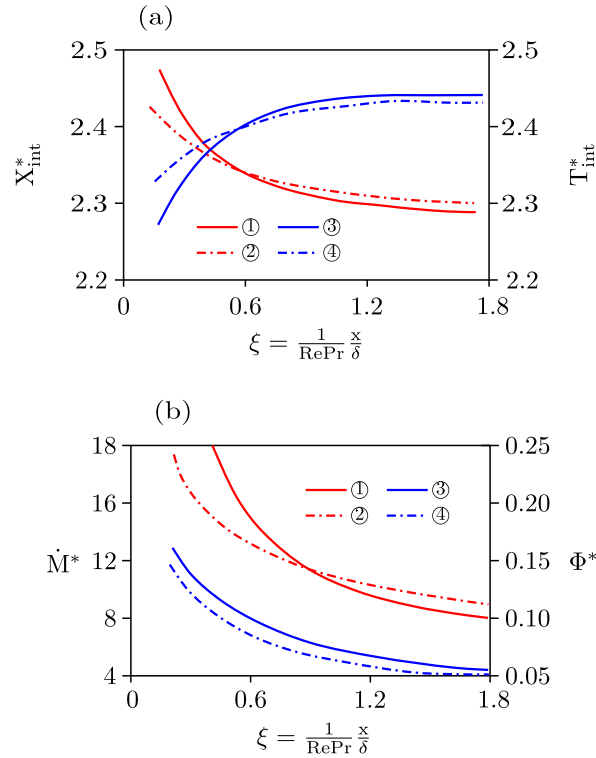 (a)
2.5 2.5
2.4 2.4
X*int T*int
2.3 2.3
① ③
② ④
2.2 2.2
0 0.6 1.2 1.8
ξ = 1/RePr x/δ
(b)
18 0.25
① ③
16 0.20
② ④
12 0.15
Ṁ* Φ*
8 0.10
4 0.05
0 0.6 1.2 1.8
ξ = 1/RePr x/δ